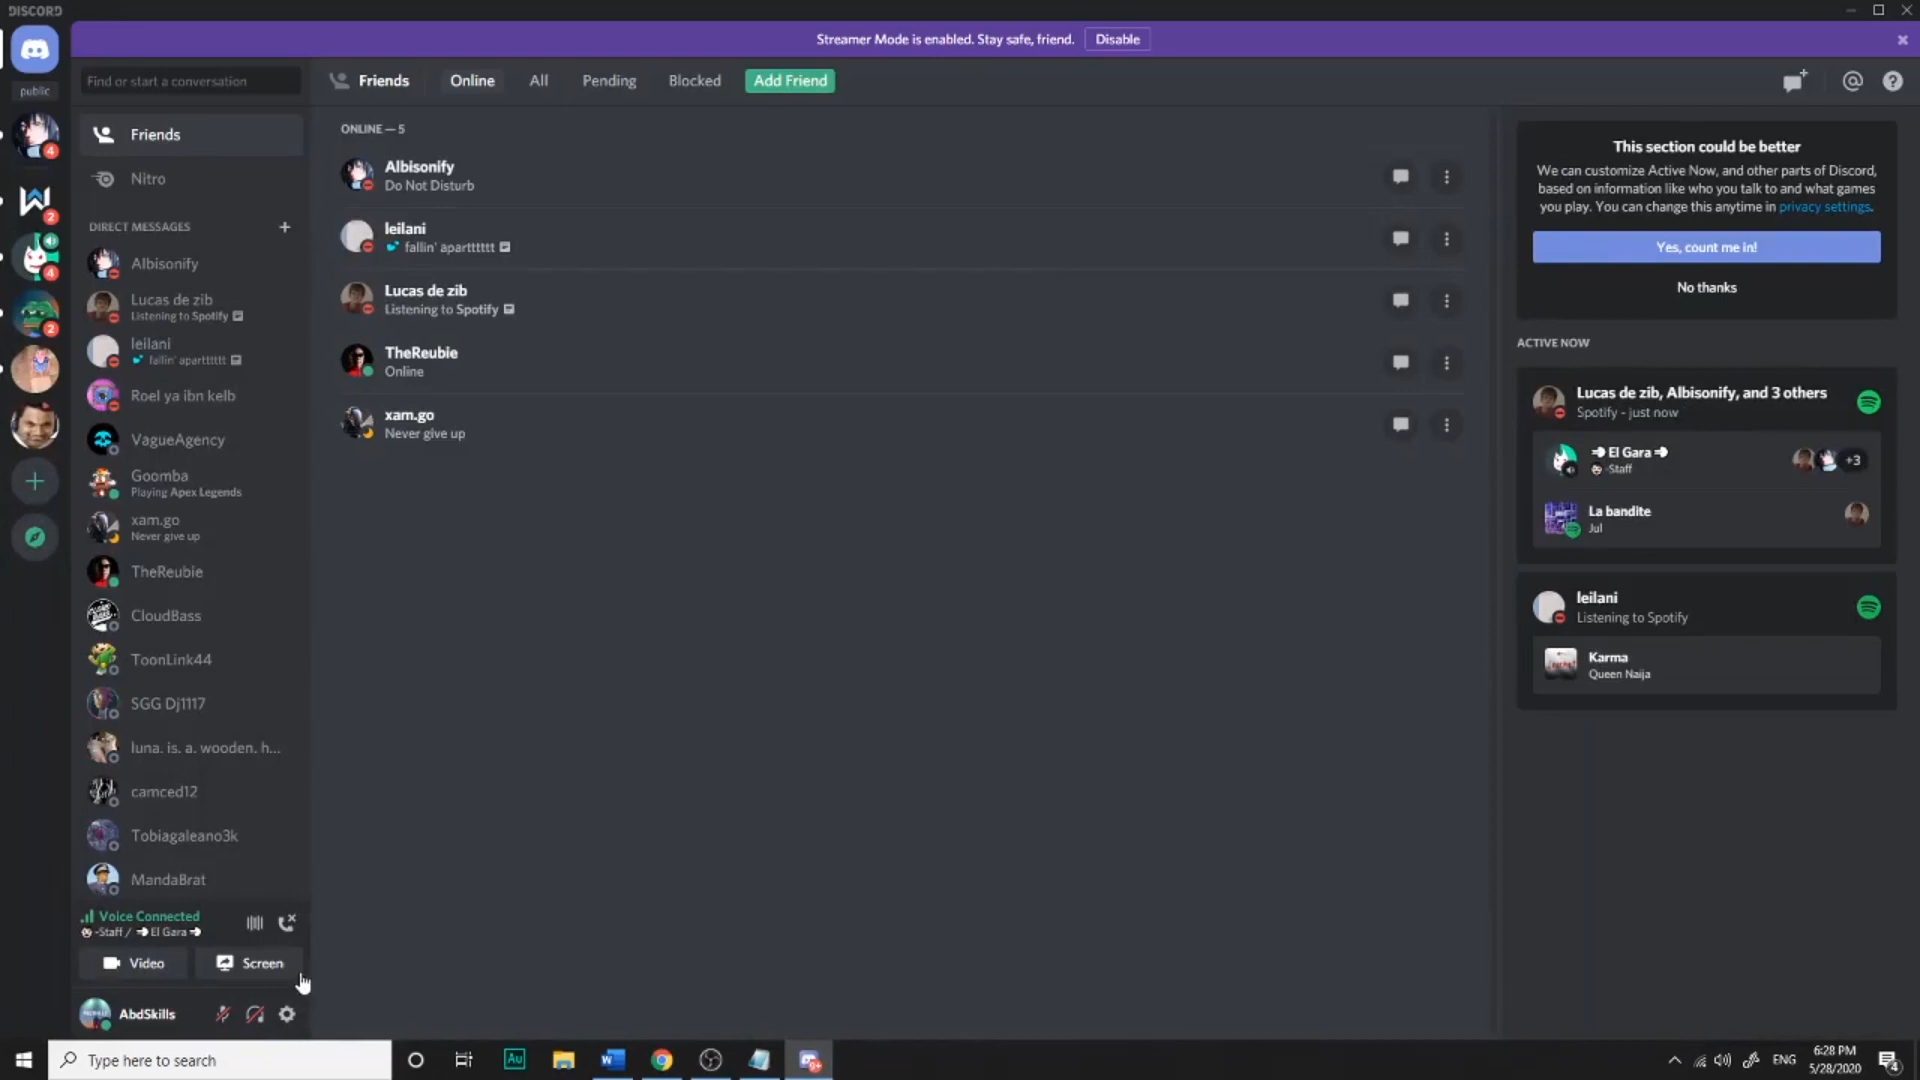 DISCORD
Streamer Mode is enabled. Stay safe, friend.
Disable
public
Find or start a conversation
Friends
Online
All
Pending
Blocked
Add Friend
Friends
Nitro
DIRECT MESSAGES
Albisonify
Lucas de zib
Listening to Spotify
leilani
fallin' apartttttt
Roel ya ibn kelb
VagueAgency
Goomba
Playing Apex Legends
xam.go
Never give up
TheReubie
CloudBass
ToonLink44
SGG DJ1117
luna. is. a. wooden. h...
camced12
Tobiagaleano3k
MandaBrat
4
2
4
2
Voice Connected
-Staff / El Gara
Video
Screen
AbdSkills
ONLINE — 5
Albisonify
Do Not Disturb
leilani
fallin' apartttttt
Lucas de zib
Listening to Spotify
TheReubie
Online
xam.go
Never give up
This section could be better
We can customize Active Now, and other parts of Discord,
based on information like who you talk to and what games
you play. You can change this anytime in privacy settings.
Yes, count me in!
No thanks
ACTIVE NOW
Lucas de zib, Albisonify, and 3 others
Spotify - just now
El Gara
-Staff
+3
La bandite
Jul
leilani
Listening to Spotify
Karma
Queen Naija
Type here to search
Au
ENG
6:28 PM
5/28/2020
4